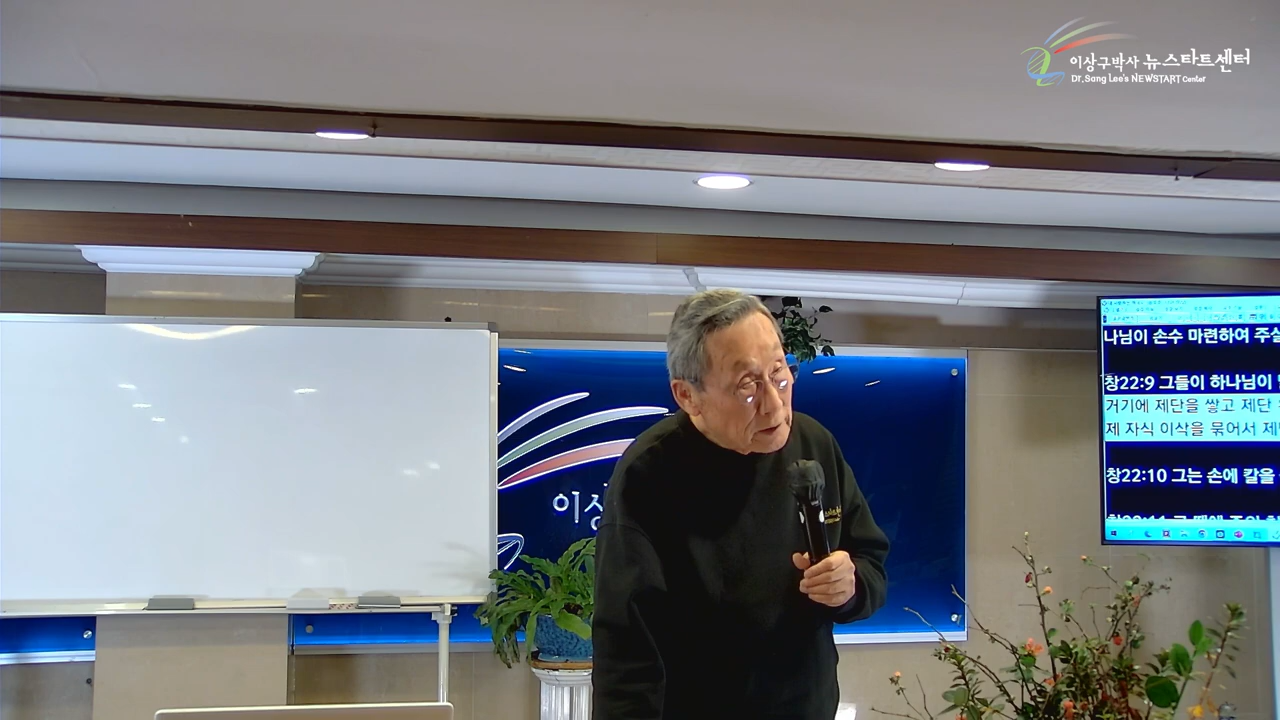 이상구박사 뉴스타트센터
Dr. Sang Lee's NEWSTART Center
나님이 손수 마련하여 주실
창22:9 그들이 하나님이
거기에 제단을 쌓고 제단
제 자식 이삭을 묶어서 제
창22:10 그는 손에 칼을
이상